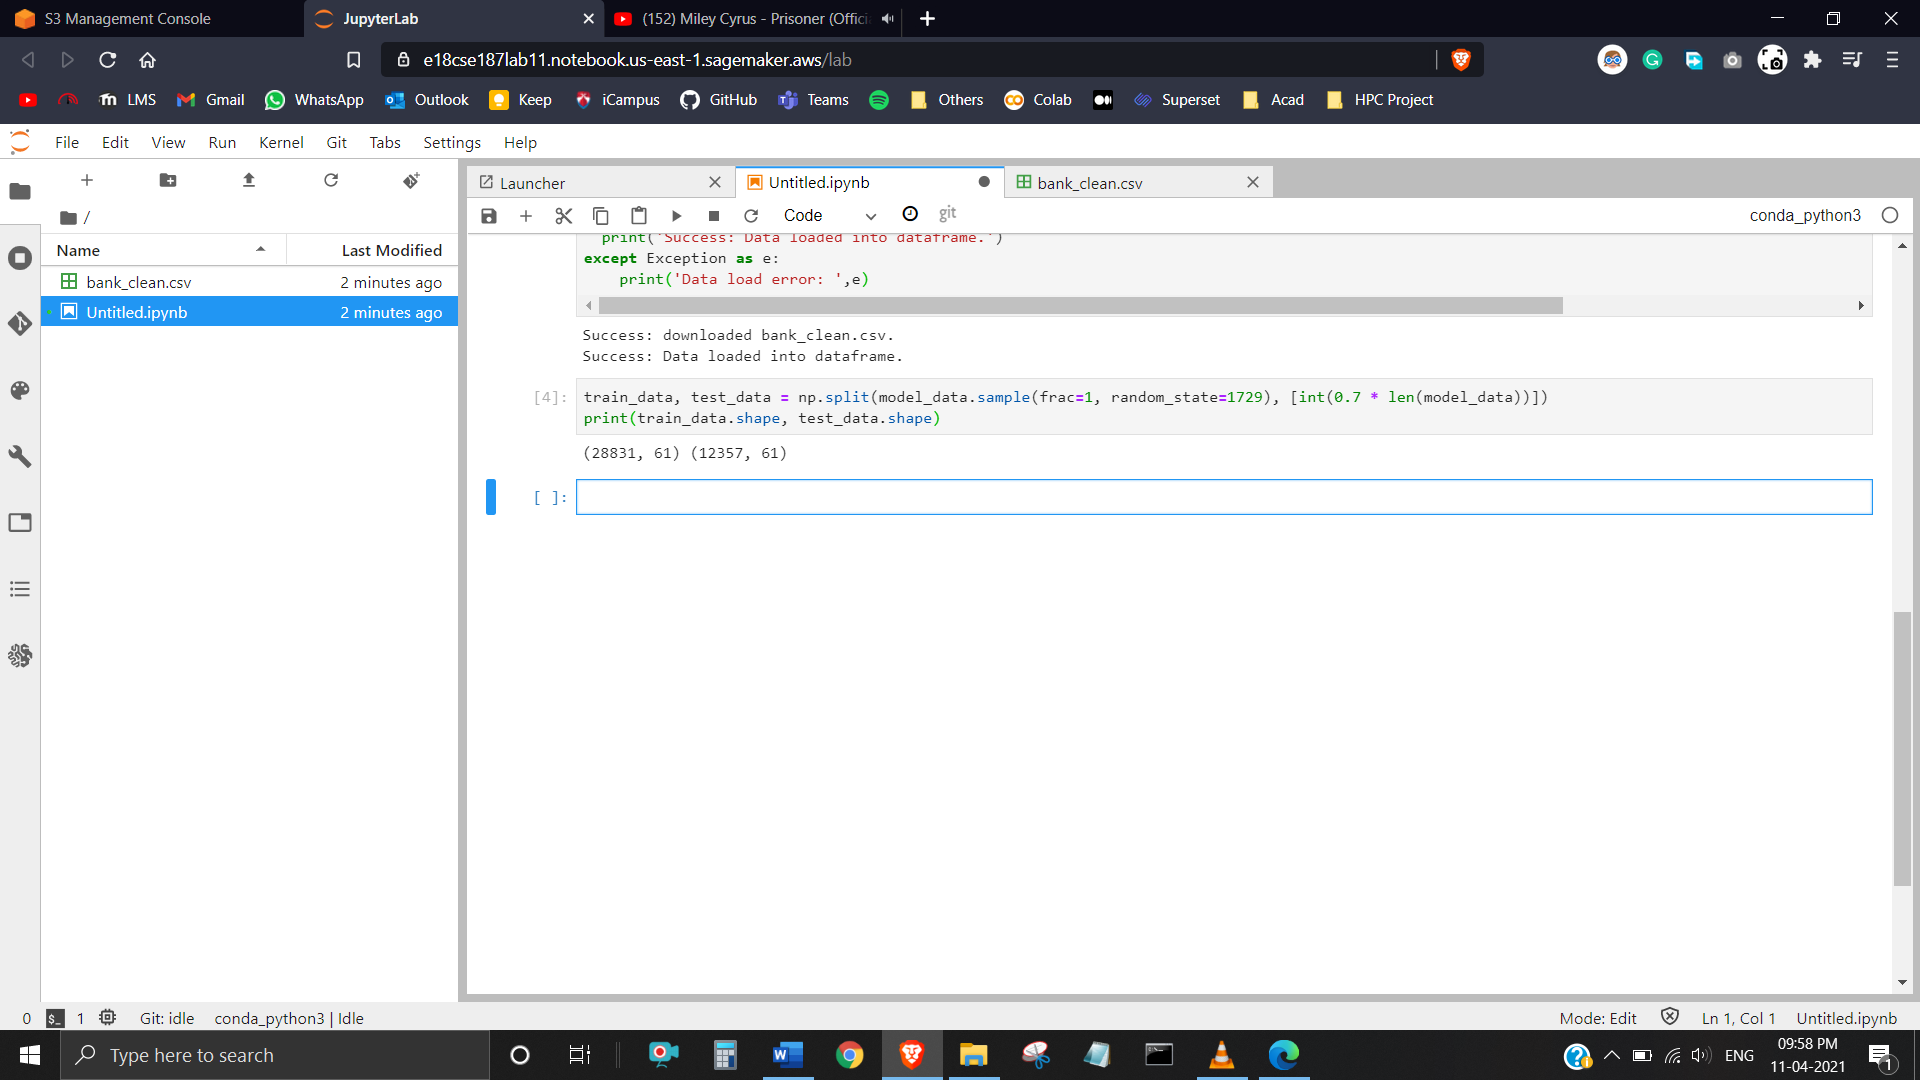 S3 Management Console
JupyterLab
(152) Miley Cyrus - Prisoner (Offici
e18cse187lab11.notebook.us-east-1.sagemaker.aws/lab
LMS
Gmail
WhatsApp
Outlook
Keep
iCampus
GitHub
Teams
Others
Colab
Superset
Acad
HPC Project
File Edit View Run Kernel Git Tabs Settings Help
Launcher
Untitled.ipynb
bank_clean.csv
/
Code
git
conda_python3
Name
Last Modified
bank_clean.csv 2 minutes ago
Untitled.ipynb 2 minutes ago
print('Success: Data loaded into dataframe.')
except Exception as e:
print('Data load error: ',e)
Success: downloaded bank_clean.csv.
Success: Data loaded into dataframe.
[4]: train_data, test_data = np.split(model_data.sample(frac=1, random_state=1729), [int(0.7 * len(model_data))])
print(train_data.shape, test_data.shape)
(28831, 61) (12357, 61)
[ ]:
0 $_ 1 Git: idle conda_python3 | Idle
Mode: Edit Ln 1, Col 1 Untitled.ipynb
Type here to search
ENG
09:58 PM
11-04-2021
1